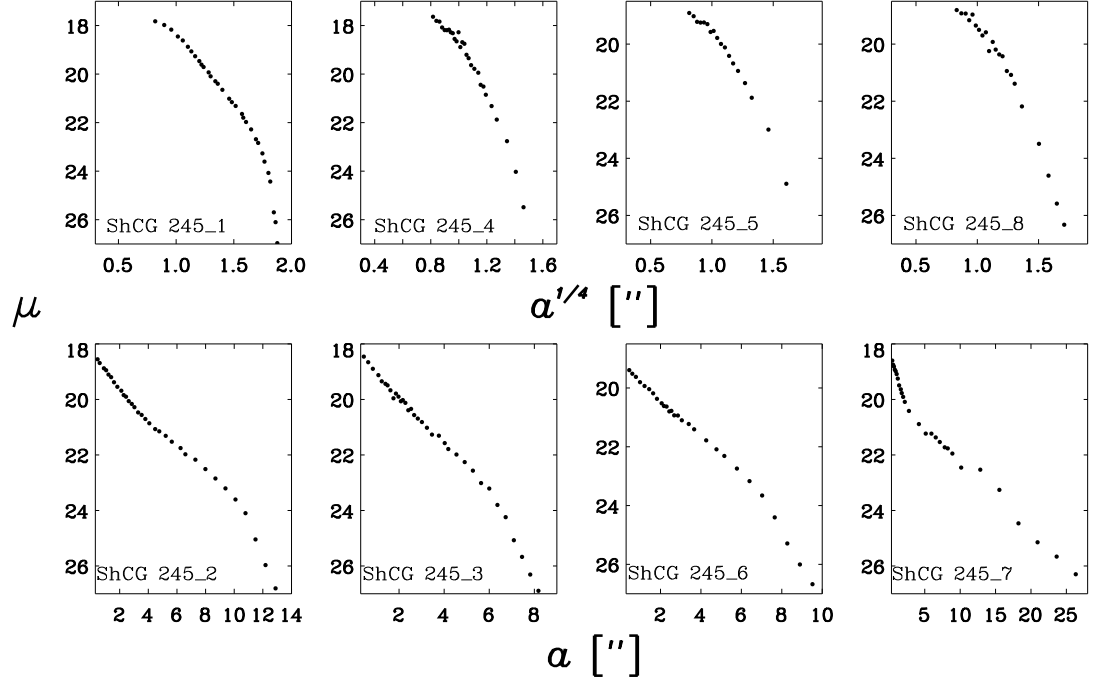 18 20 22 24 26
ShCG 245_1
0.5 1.0 1.5 2.0
18 20 22 24 26
ShCG 245_4
0.4 0.8 1.2 1.6
20 22 24 26
ShCG 245_5
0.5 1.0 1.5
20 22 24 26
ShCG 245_8
0.5 1.0 1.5
μ
a^1/4 ["]
18 20 22 24 26
ShCG 245_2
2 4 6 8 10 12 14
18 20 22 24 26
ShCG 245_3
2 4 6 8
20 22 24 26
ShCG 245_6
2 4 6 8 10
18 20 22 24 26
ShCG 245_7
5 10 15 20 25
a ["]